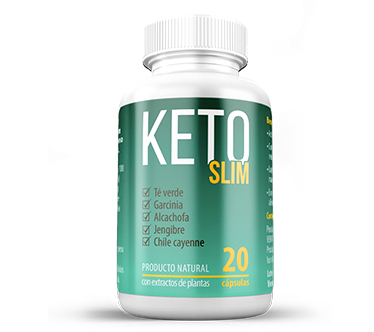 KETO
SLIM
Té verde
Garcinia
Alcachofa
Jengibre
Chile cayenne
PRODUCTO NATURAL
con extractos de plantas
20
cápsulas